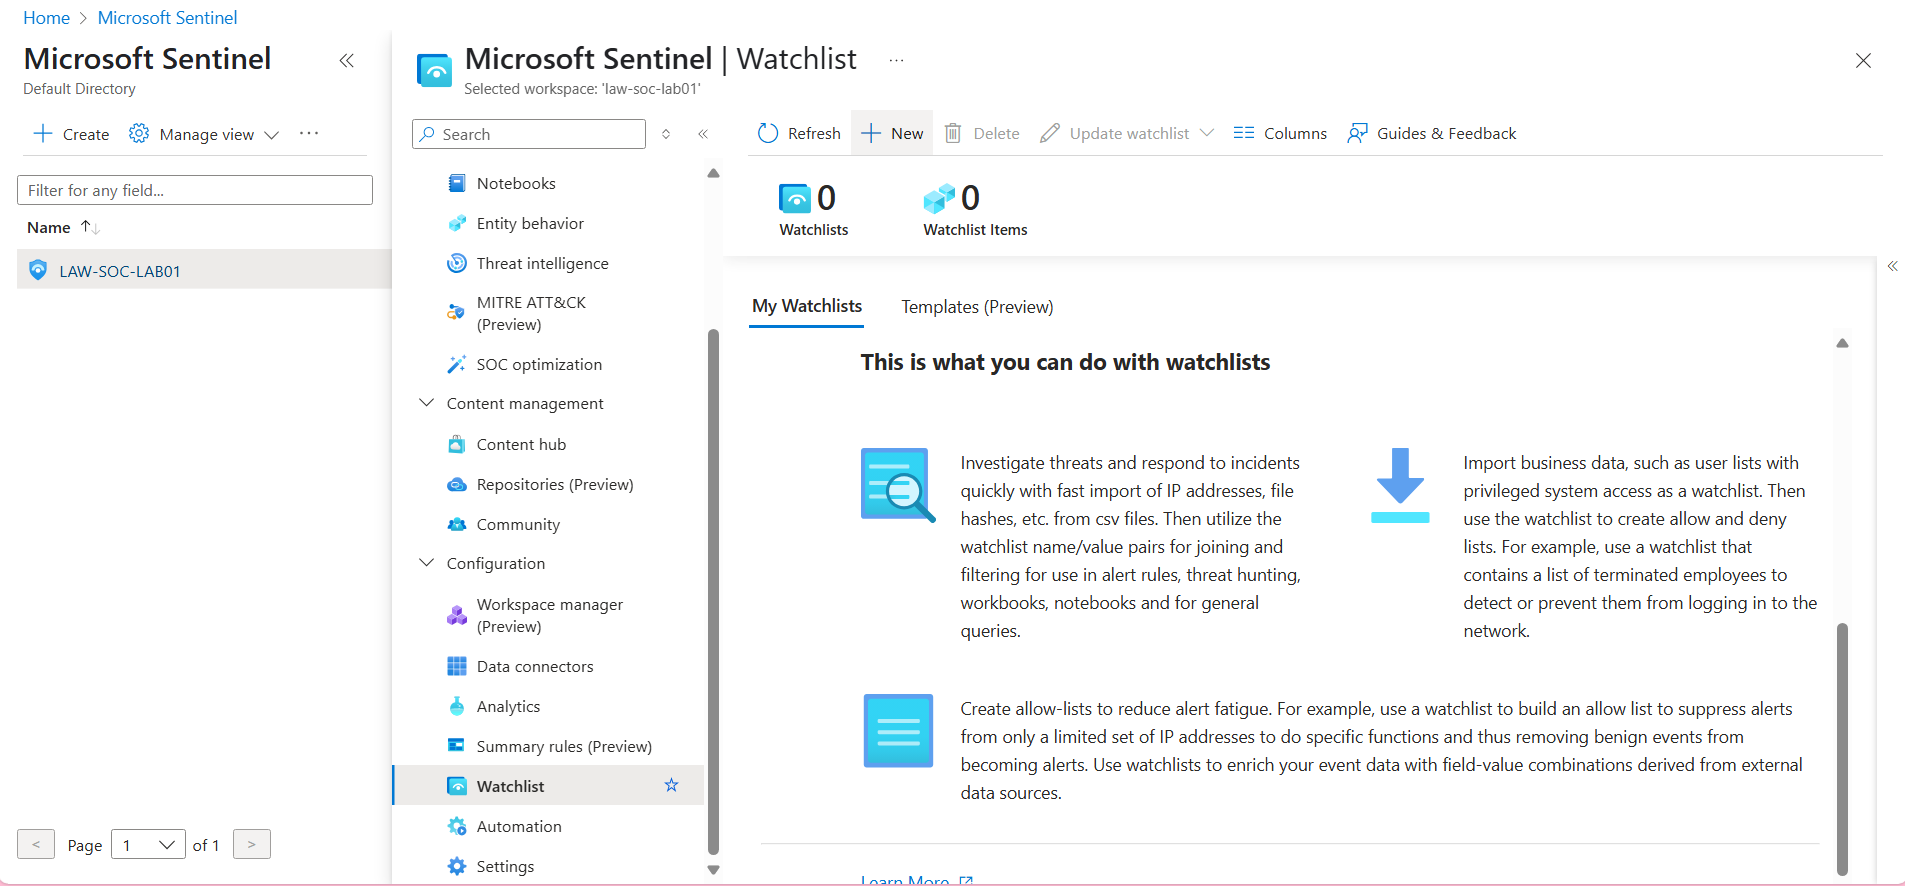 Home > Microsoft Sentinel
Microsoft Sentinel
Default Directory
Create Manage view ...
Filter for any field...
Name
LAW-SOC-LAB01
< Page 1 of 1 >
Microsoft Sentinel | Watchlist ...
Selected workspace: 'law-soc-lab01'
Search
Notebooks
Entity behavior
Threat intelligence
MITRE ATT&CK
(Preview)
SOC optimization
Content management
Content hub
Repositories (Preview)
Community
Configuration
Workspace manager
(Preview)
Data connectors
Analytics
Summary rules (Preview)
Watchlist
Automation
Settings
Refresh New Delete Update watchlist Columns Guides & Feedback
0 0
Watchlists Watchlist Items
My Watchlists Templates (Preview)
This is what you can do with watchlists
Investigate threats and respond to incidents
quickly with fast import of IP addresses, file
hashes, etc. from csv files. Then utilize the
watchlist name/value pairs for joining and
filtering for use in alert rules, threat hunting,
workbooks, notebooks and for general
queries.
Import business data, such as user lists with
privileged system access as a watchlist. Then
use the watchlist to create allow and deny
lists. For example, use a watchlist that
contains a list of terminated employees to
detect or prevent them from logging in to the
network.
Create allow-lists to reduce alert fatigue. For example, use a watchlist to build an allow list to suppress alerts
from only a limited set of IP addresses to do specific functions and thus removing benign events from
becoming alerts. Use watchlists to enrich your event data with field-value combinations derived from external
data sources.
Learn More